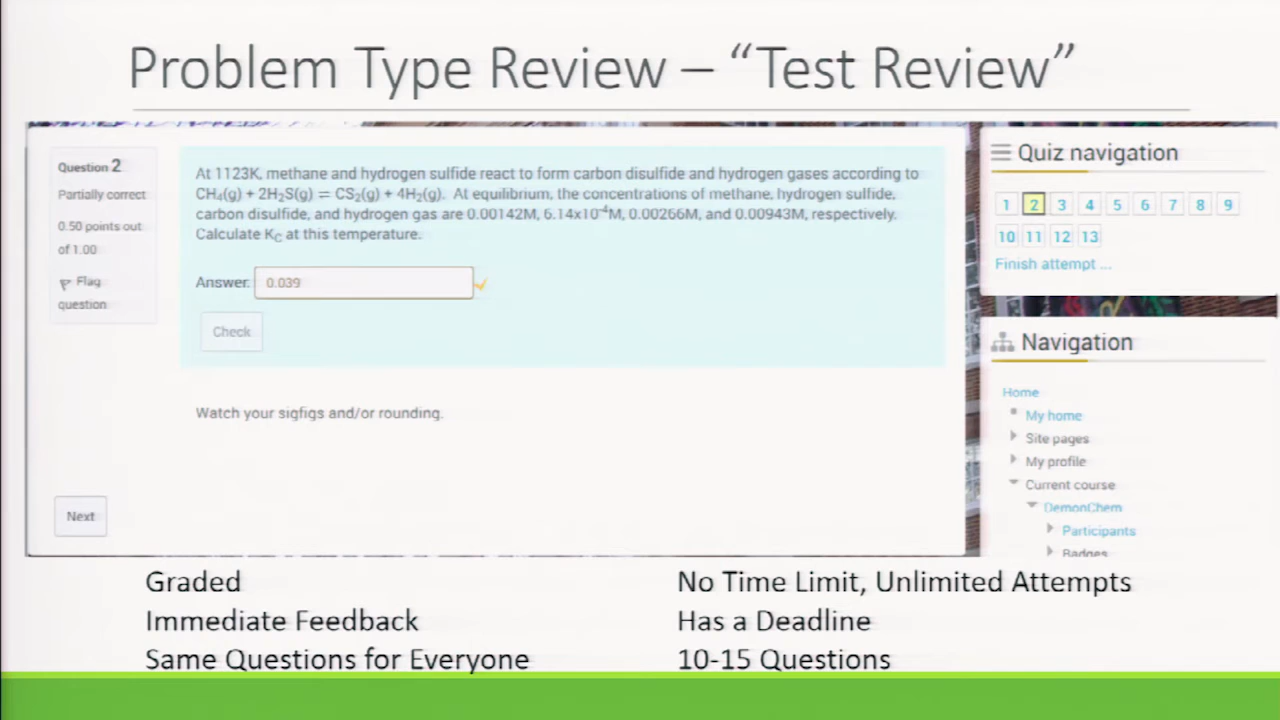 Problem Type Review – “Test Review”
Question 2
Partially correct
0.50 points out
of 1.00
Flag
question
At 1123K, methane and hydrogen sulfide react to form carbon disulfide and hydrogen gases according to
CH₄(g) + 2H₂S(g) = CS₂(g) + 4H₂(g). At equilibrium, the concentrations of methane, hydrogen sulfide,
carbon disulfide, and hydrogen gas are 0.00142M, 6.14x10⁻⁴M, 0.00266M, and 0.00943M, respectively.
Calculate K_C at this temperature.
Answer: 0.039
Check
Watch your sigfigs and/or rounding.
Next
Quiz navigation
1 2 3 4 5 6 7 8 9
10 11 12 13
Finish attempt ...
Navigation
Home
My home
Site pages
My profile
Current course
DemonChem
Participants
Badges
Graded
Immediate Feedback
Same Questions for Everyone
No Time Limit, Unlimited Attempts
Has a Deadline
10-15 Questions